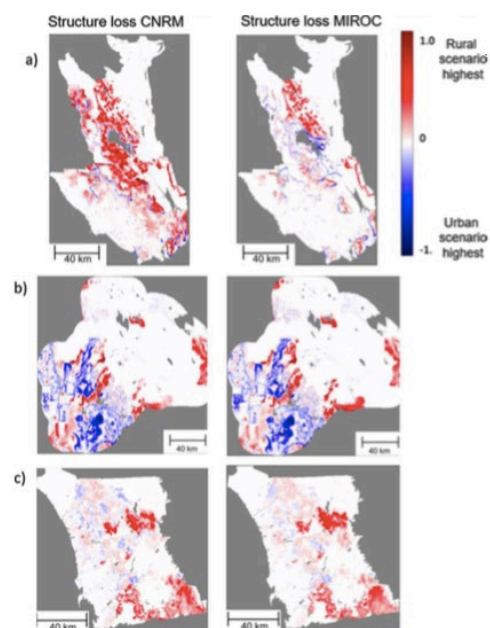 Structure loss CNRM
Structure loss MIROC
a)
1.0
Rural
scenario
highest
0
Urban
scenario
highest
-1.
40 km
40 km
b)
40 km
40 km
c)
40 km
40 km